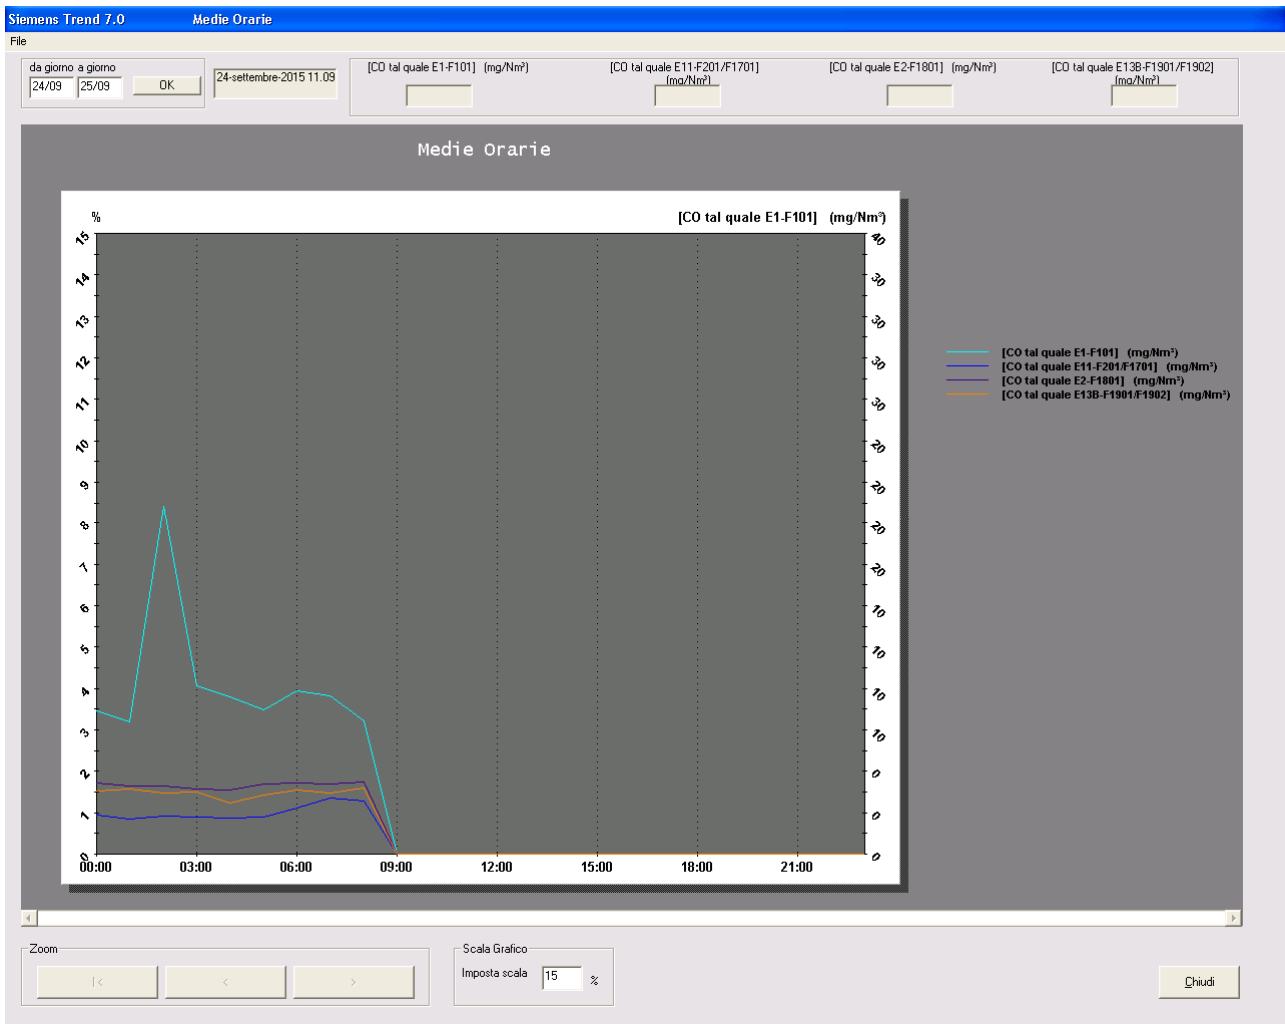 Siemens Trend 7.0 Medie Orarie
File
da giorno a giorno
24/09 25/09 OK
24-settembre-2015 11.09
[CO tal quale E1-F101] (mg/Nm³)
[CO tal quale E11-F201/F1701] (mg/Nm³)
[CO tal quale E2-F1801] (mg/Nm³)
[CO tal quale E13B-F1901/F1902] (mg/Nm³)
Medie Orarie
% [CO tal quale E1-F101] (mg/Nm³)
15 40
14 30
13 30
12 30
11 30
10 20
9 20
8 20
7 20
6 10
5 10
4 10
3 10
2 0
1 0
0 0
00:00 03:00 06:00 09:00 12:00 15:00 18:00 21:00
[CO tal quale E1-F101] (mg/Nm³)
[CO tal quale E11-F201/F1701] (mg/Nm³)
[CO tal quale E2-F1801] (mg/Nm³)
[CO tal quale E13B-F1901/F1902] (mg/Nm³)
Zoom
|< < >
Scala Grafico
Imposta scala 15 %
Chiudi